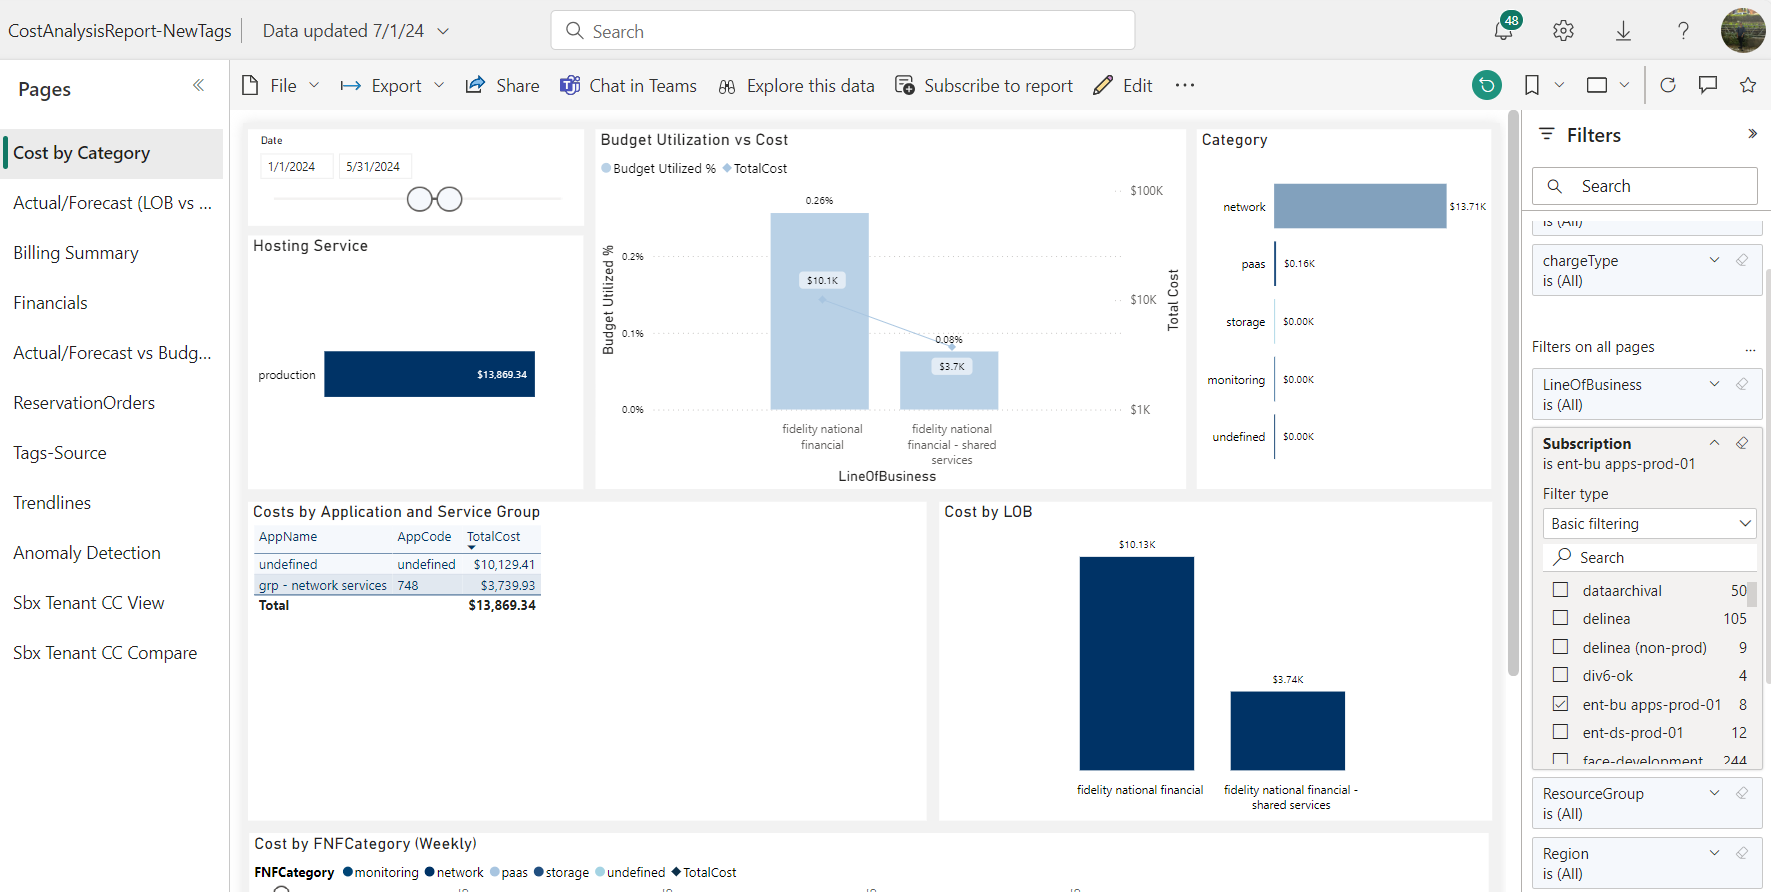 CostAnalysisReport-NewTags
Data updated 7/1/24
Search
48
Pages
Cost by Category
Actual/Forecast (LOB vs ...
Billing Summary
Financials
Actual/Forecast vs Budg...
ReservationOrders
Tags-Source
Trendlines
Anomaly Detection
Sbx Tenant CC View
Sbx Tenant CC Compare
File
Export
Share
Chat in Teams
Explore this data
Subscribe to report
Edit
Date
1/1/2024
5/31/2024
Hosting Service
production
$13,869.34
Budget Utilization vs Cost
Budget Utilized % TotalCost
Budget Utilized %
0.2%
0.1%
0.0%
0.26%
$10.1K
0.08%
$3.7K
$100K
$10K
$1K
Total Cost
fidelity national
financial
fidelity national
financial - shared
services
LineOfBusiness
Category
network $13.71K
paas $0.16K
storage $0.00K
monitoring $0.00K
undefined $0.00K
Costs by Application and Service Group
AppName AppCode TotalCost
undefined undefined $10,129.41
grp - network services 748 $3,739.93
Total $13,869.34
Cost by LOB
$10.13K
$3.74K
fidelity national financial
fidelity national financial -
shared services
Cost by FNFCategory (Weekly)
FNFCategory monitoring network paas storage undefined TotalCost
Filters
Search
is (All)
chargeType
is (All)
Filters on all pages ...
LineOfBusiness
is (All)
Subscription
is ent-bu apps-prod-01
Filter type
Basic filtering
Search
dataarchival 50
delinea 105
delinea (non-prod) 9
div6-ok 4
ent-bu apps-prod-01 8
ent-ds-prod-01 12
face-development 244
ResourceGroup
is (All)
Region
is (All)